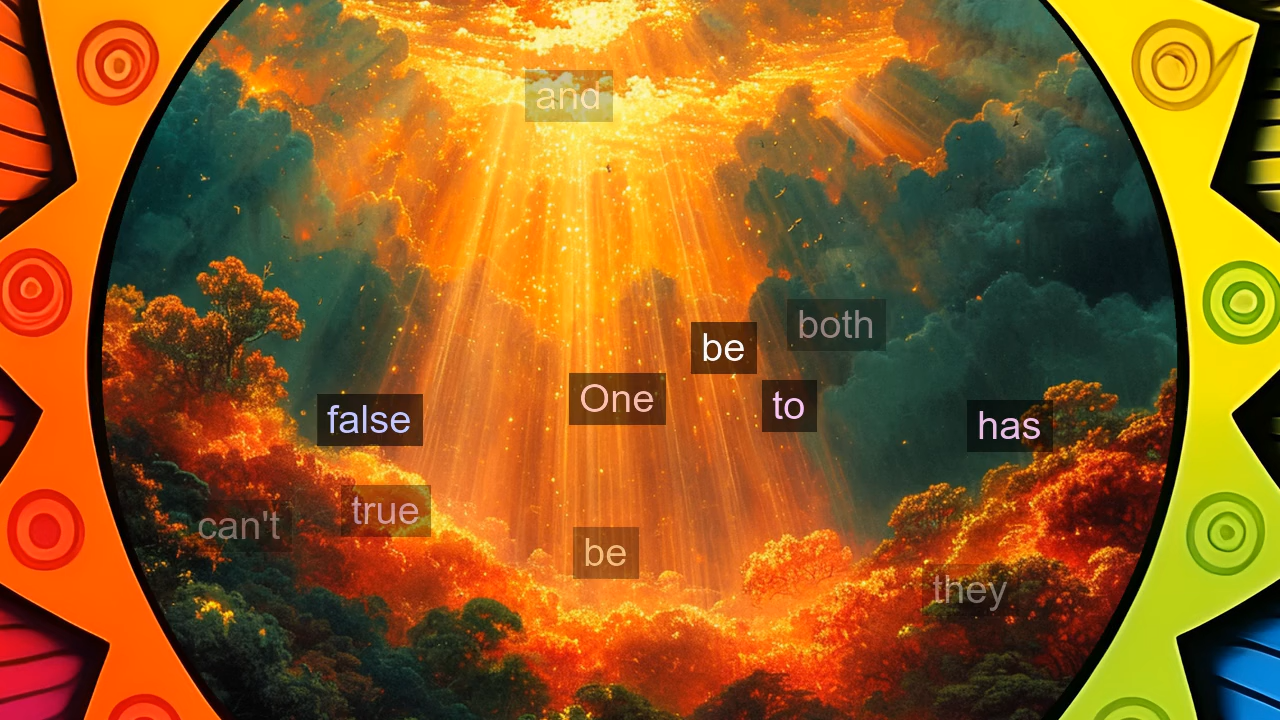 and
both
be
One
to
false
has
true
can't
be
they